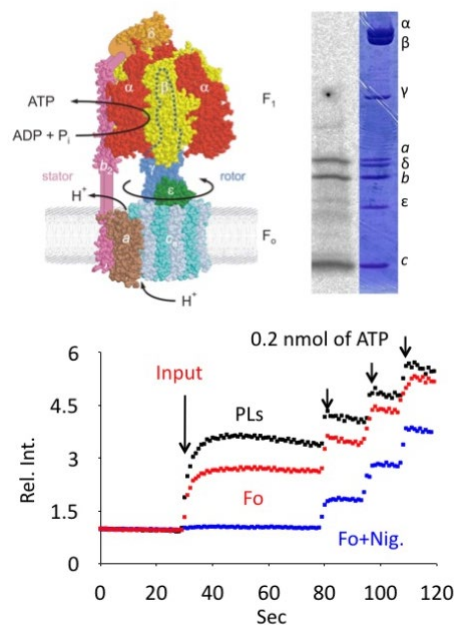 δ
α
β
α
F₁
ATP
ADP + Pᵢ
b₂
stator
γ
ε
rotor
H⁺
a
c
Fₒ
H⁺
α
β
γ
a
δ
b
ε
c
0.2 nmol of ATP
Input
PLs
Fo
Fo+Nig.
Rel. Int.
6
4.5
3
1.5
0
0
20
40
60
80
100
120
Sec